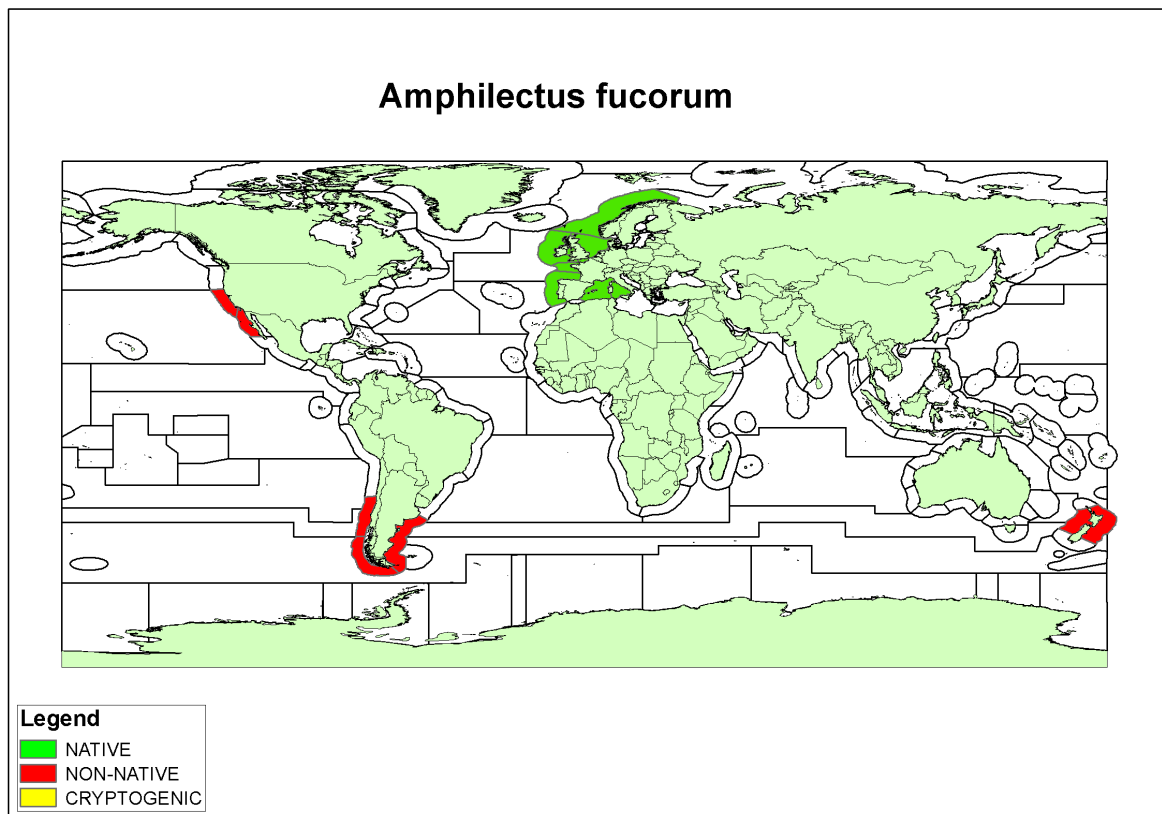 Amphilectus fucorum
Legend
NATIVE
NON-NATIVE
CRYPTOGENIC